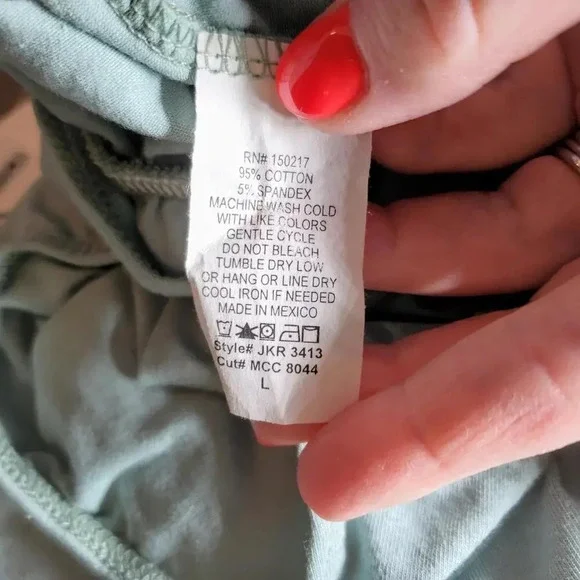 RN# 150217
95% COTTON
5% SPANDEX
MACHINE WASH COLD
WITH LIKE COLORS
GENTLE CYCLE
DO NOT BLEACH
TUMBLE DRY LOW
OR HANG OR LINE DRY
COOL IRON IF NEEDED
MADE IN MEXICO
Style# JKR 3413
Cut# MCC 8044
L